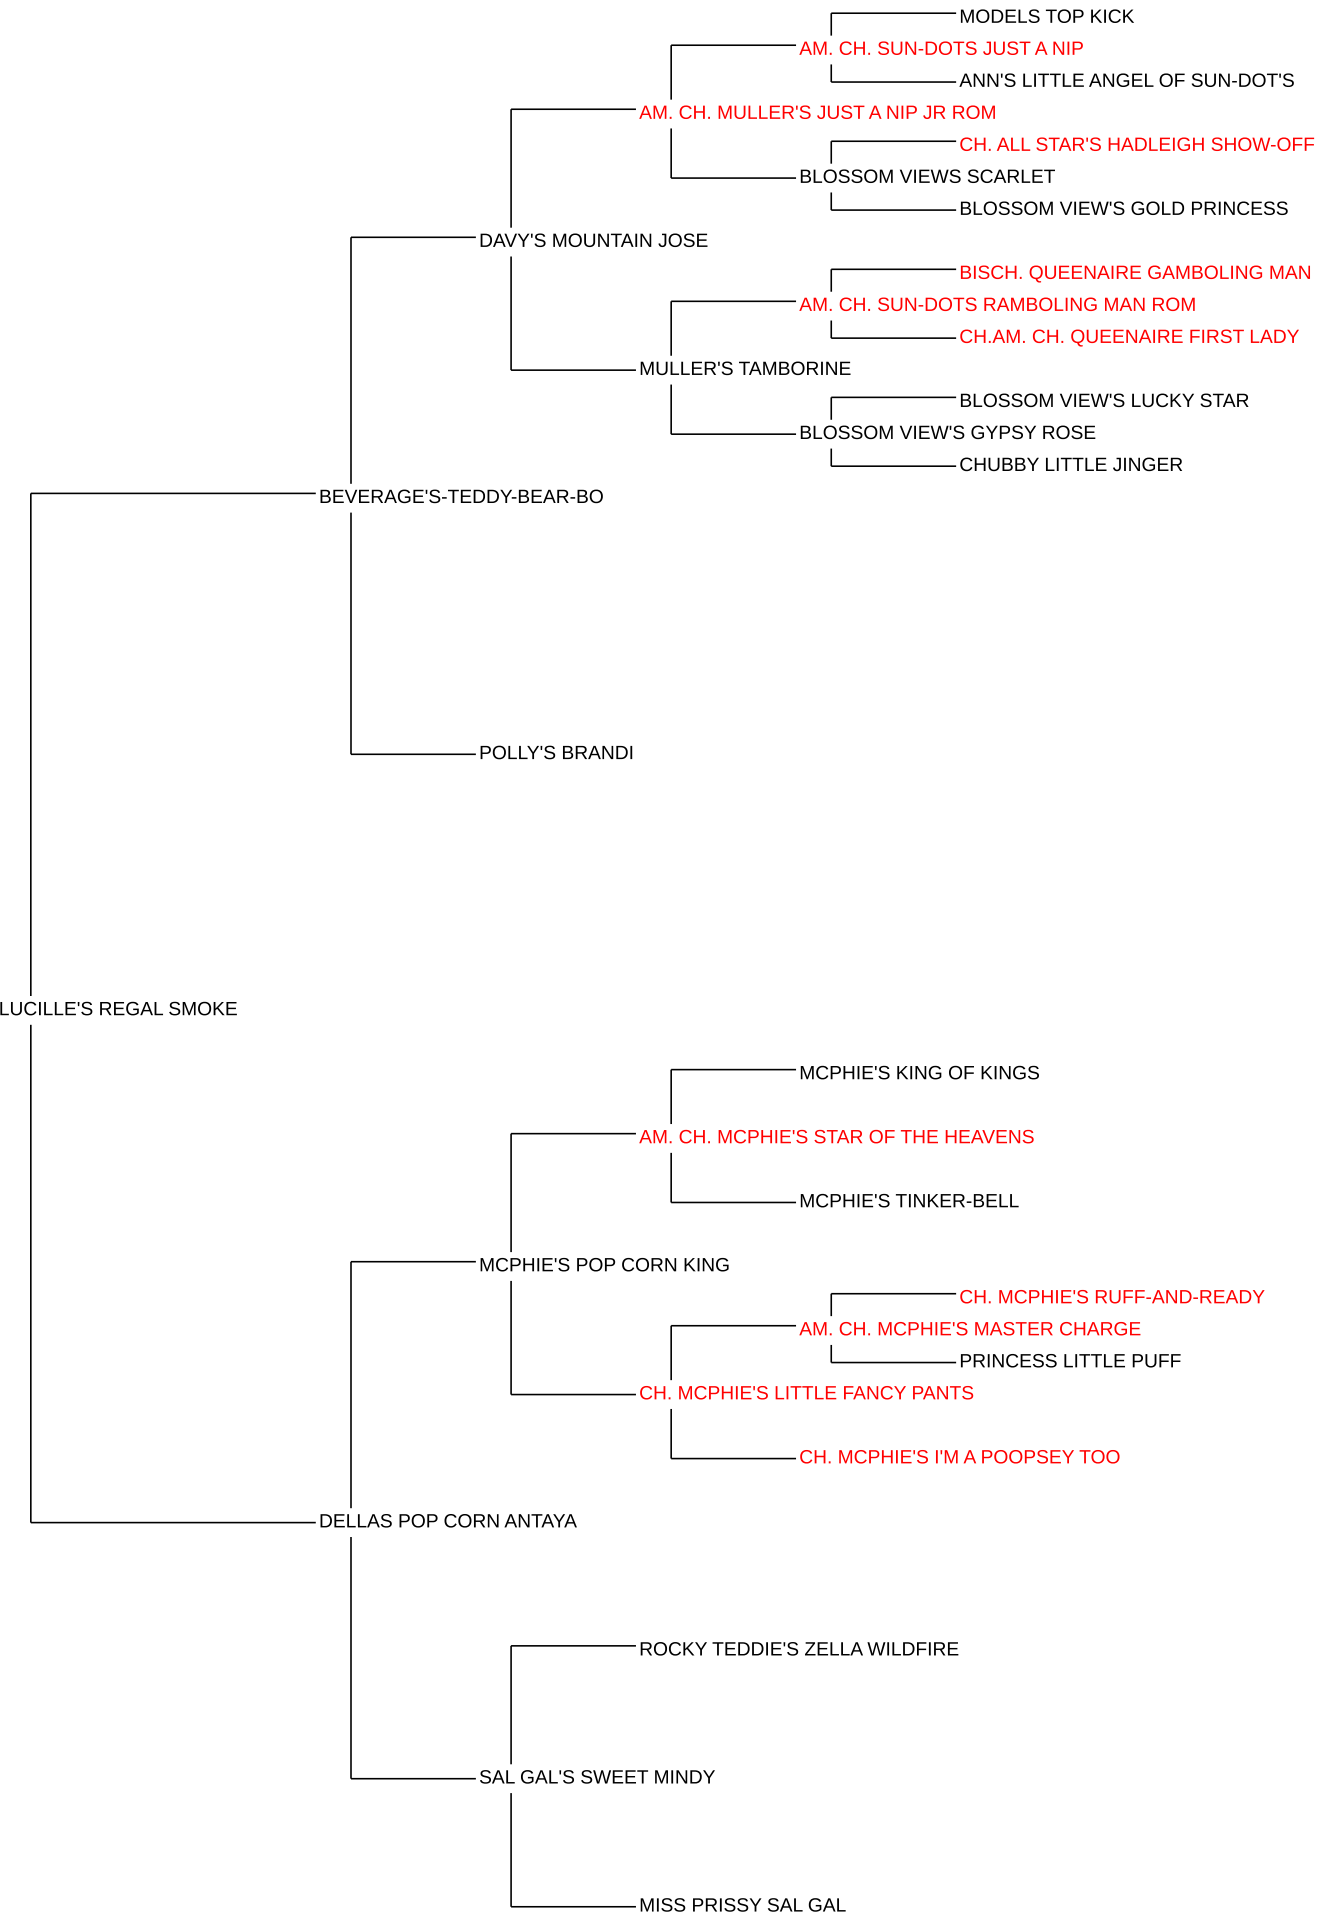 MODELS TOP KICK
AM. CH. SUN-DOTS JUST A NIP
ANN'S LITTLE ANGEL OF SUN-DOT'S
AM. CH. MULLER'S JUST A NIP JR ROM
CH. ALL STAR'S HADLEIGH SHOW-OFF
BLOSSOM VIEWS SCARLET
BLOSSOM VIEW'S GOLD PRINCESS
DAVY'S MOUNTAIN JOSE
BISCH. QUEENAIRE GAMBOLING MAN
AM. CH. SUN-DOTS RAMBOLING MAN ROM
CH.AM. CH. QUEENAIRE FIRST LADY
MULLER'S TAMBORINE
BLOSSOM VIEW'S LUCKY STAR
BLOSSOM VIEW'S GYPSY ROSE
CHUBBY LITTLE JINGER
BEVERAGE'S-TEDDY-BEAR-BO
POLLY'S BRANDI
LUCILLE'S REGAL SMOKE
MCPHIE'S KING OF KINGS
AM. CH. MCPHIE'S STAR OF THE HEAVENS
MCPHIE'S TINKER-BELL
MCPHIE'S POP CORN KING
CH. MCPHIE'S RUFF-AND-READY
AM. CH. MCPHIE'S MASTER CHARGE
PRINCESS LITTLE PUFF
CH. MCPHIE'S LITTLE FANCY PANTS
CH. MCPHIE'S I'M A POOPSEY TOO
DELLAS POP CORN ANTAYA
ROCKY TEDDIE'S ZELLA WILDFIRE
SAL GAL'S SWEET MINDY
MISS PRISSY SAL GAL